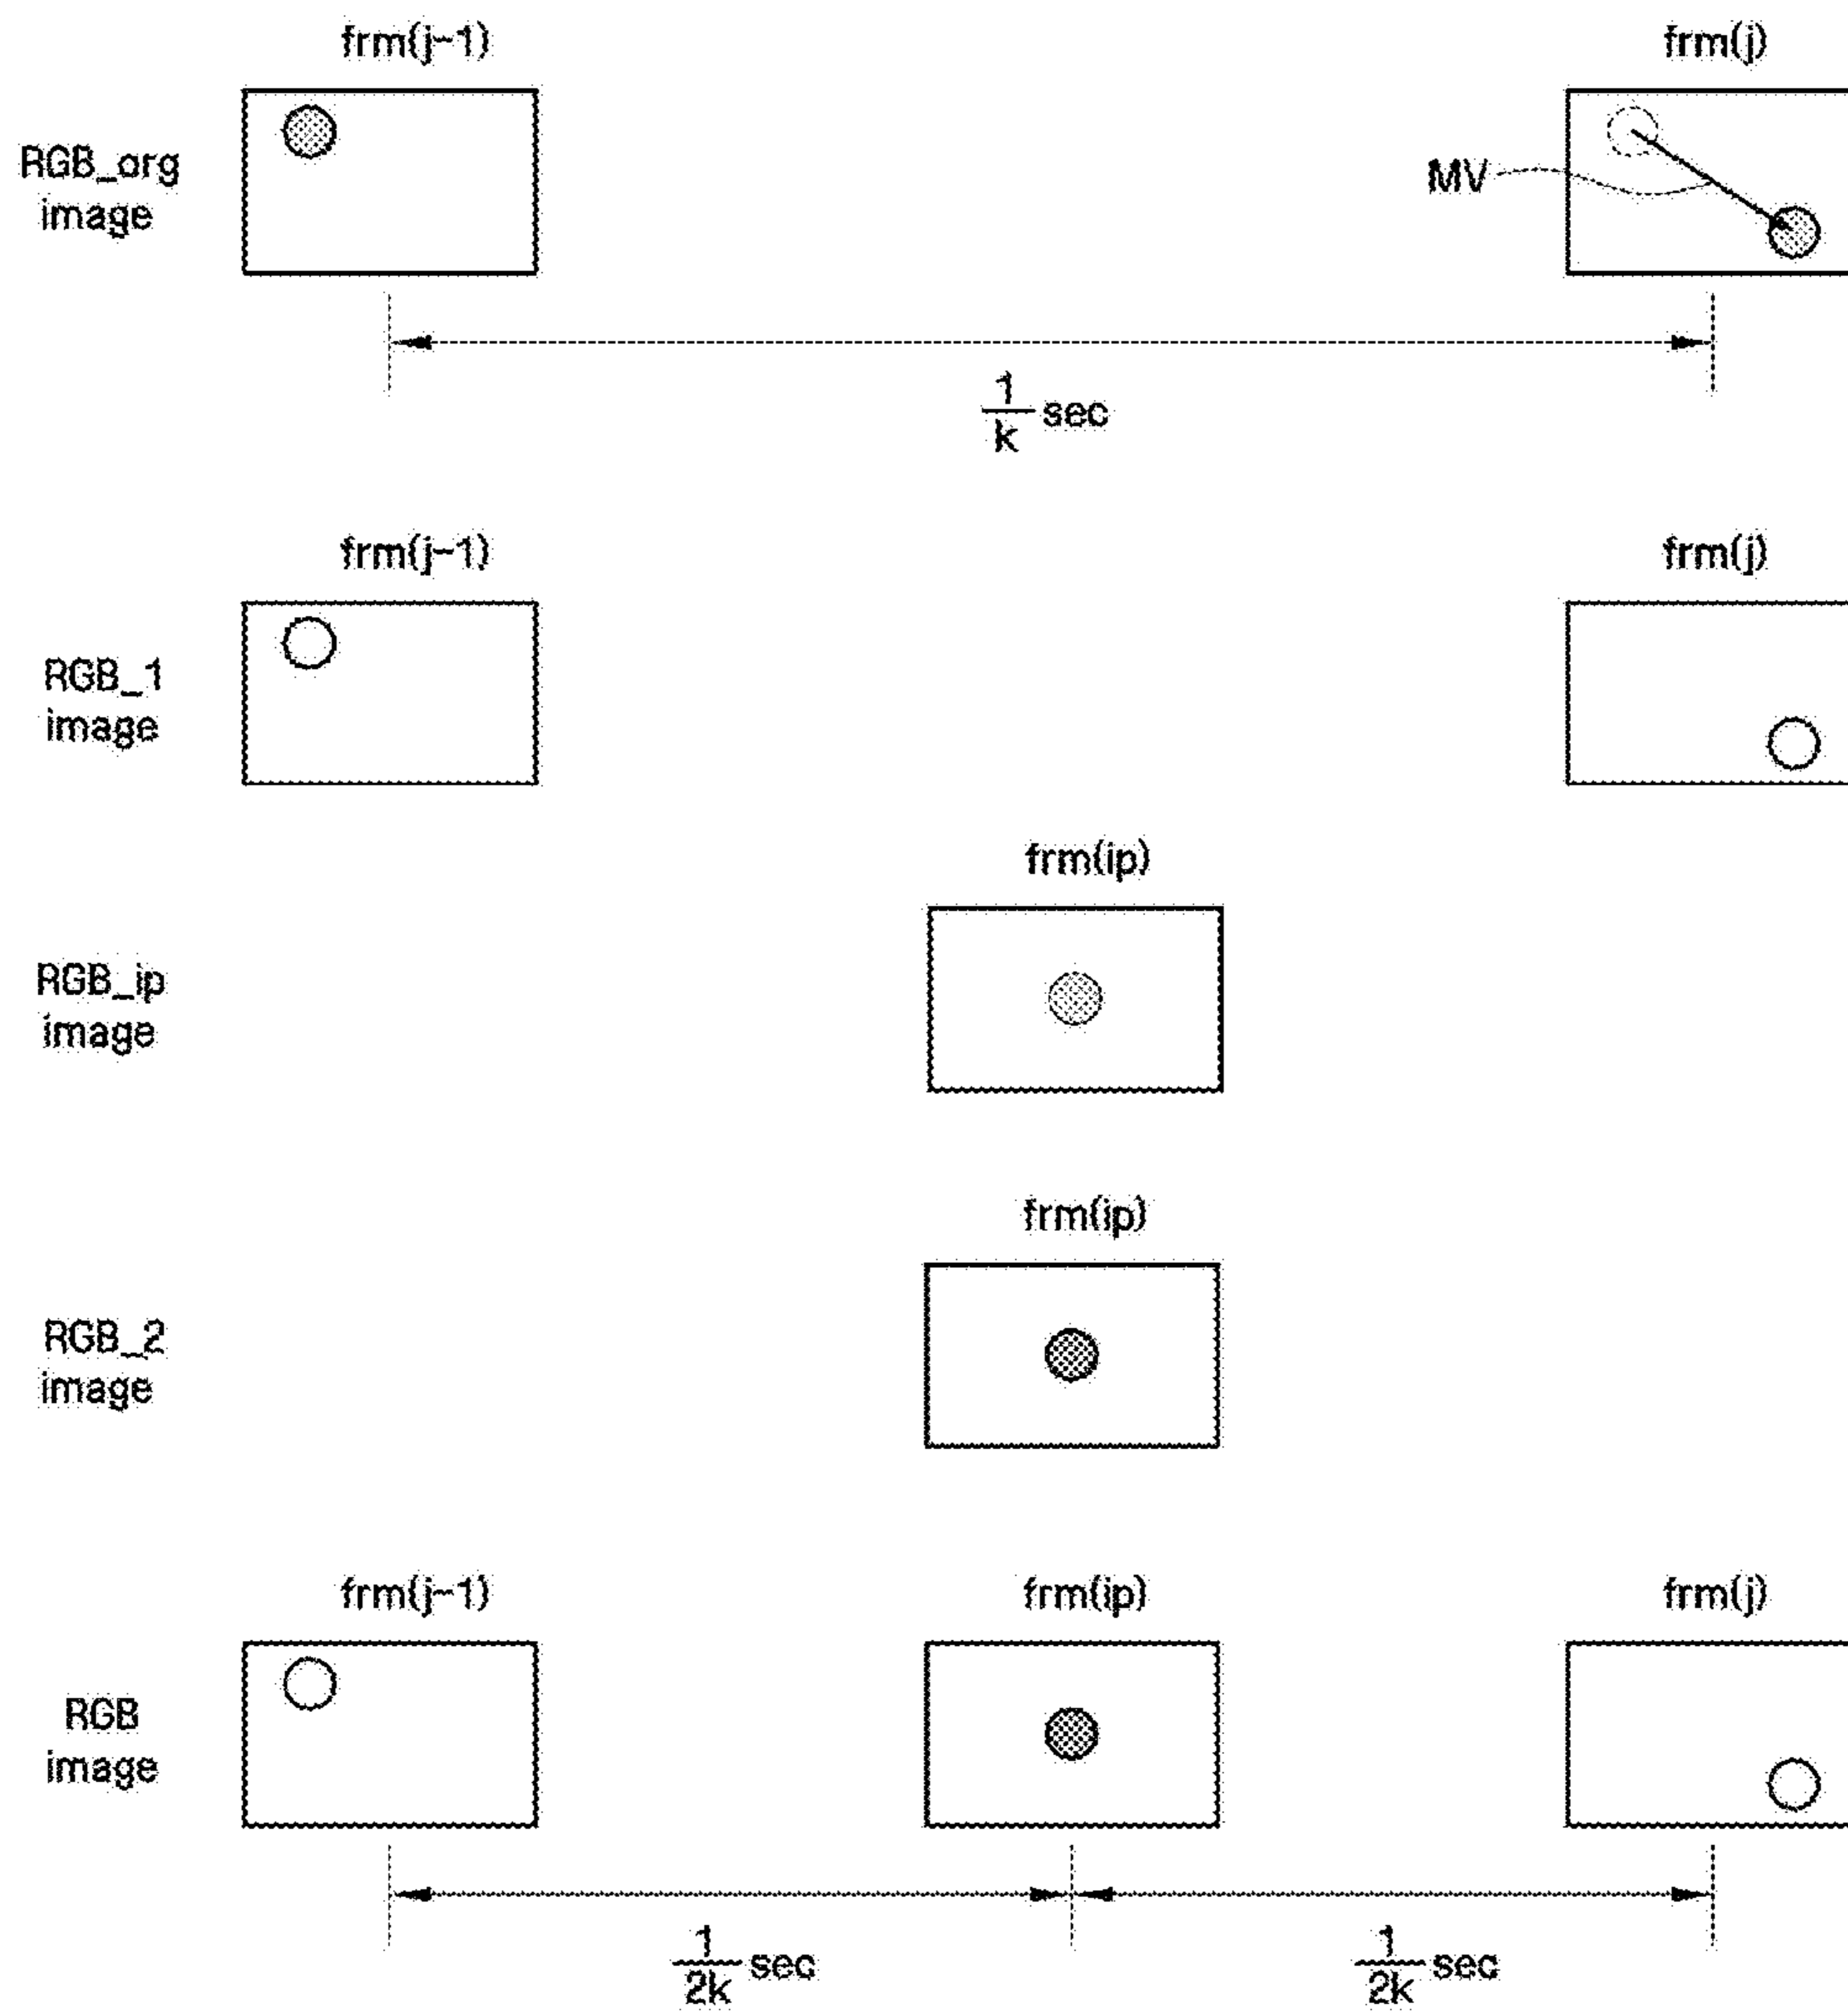 frm(j-1)
frm(j)
RGB_org
image
MV
1
k
sec
frm(j-1)
frm(j)
RGB_1
image
frm(ip)
RGB_ip
image
frm(ip)
RGB_2
image
frm(j-1)
frm(ip)
frm(j)
RGB
image
1
2k
sec
1
2k
sec